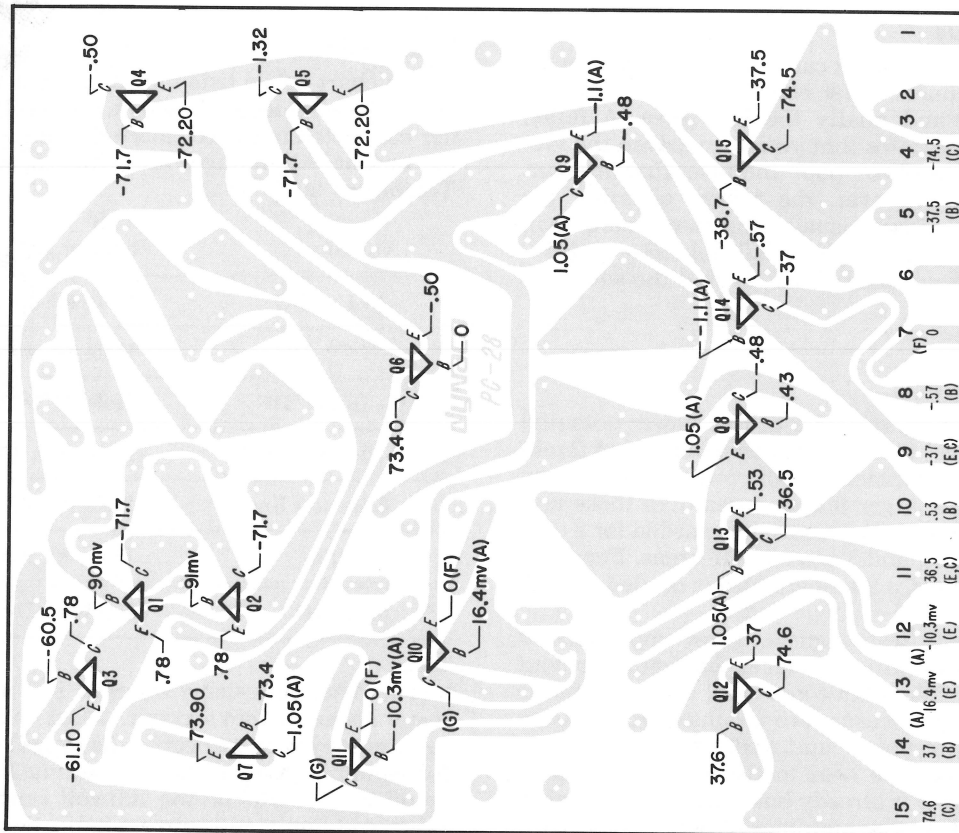 -.50
C
Q4
B
E
-71.7
-72.20
-1.32
C
Q5
B
E
-71.7
-72.20
Q9
E
-1.1(A)
C
B
-.48
1.05(A)
Q15
E
-37.5
B
C
-74.5
-38.7
Q6
E
-.50
C
B
0
73.40
DYNACO
PC-28
-1.1(A)
Q14
E
-.57
B
C
-37
1.05(A)
Q8
C
.48
E
B
.43
-60.5
B
.78
C
Q3
E
-61.10
90mv
B
C
-71.7
Q1
E
.78
91mv
B
C
-71.7
Q2
E
.78
73.90
E
B
73.4
Q7
C
1.05(A)
(G)
C
Q11
E
0(F)
B
-10.3mv(A)
Q10
E
0(F)
C
B
16.4mv(A)
(G)
1.05(A)
Q13
E
.53
B
C
36.5
Q12
E
37
B
C
74.6
37.6
1
2
3
4
-74.5
(C)
5
-37.5
(B)
6
7
(F) 0
8
-.57
(B)
9
-37
(E,C)
10
.53
(B)
11
36.5
(E,C)
12
(A) -10.3mv
(E)
13
(A) 16.4mv
(E)
14
37
(B)
15
74.6
(C)